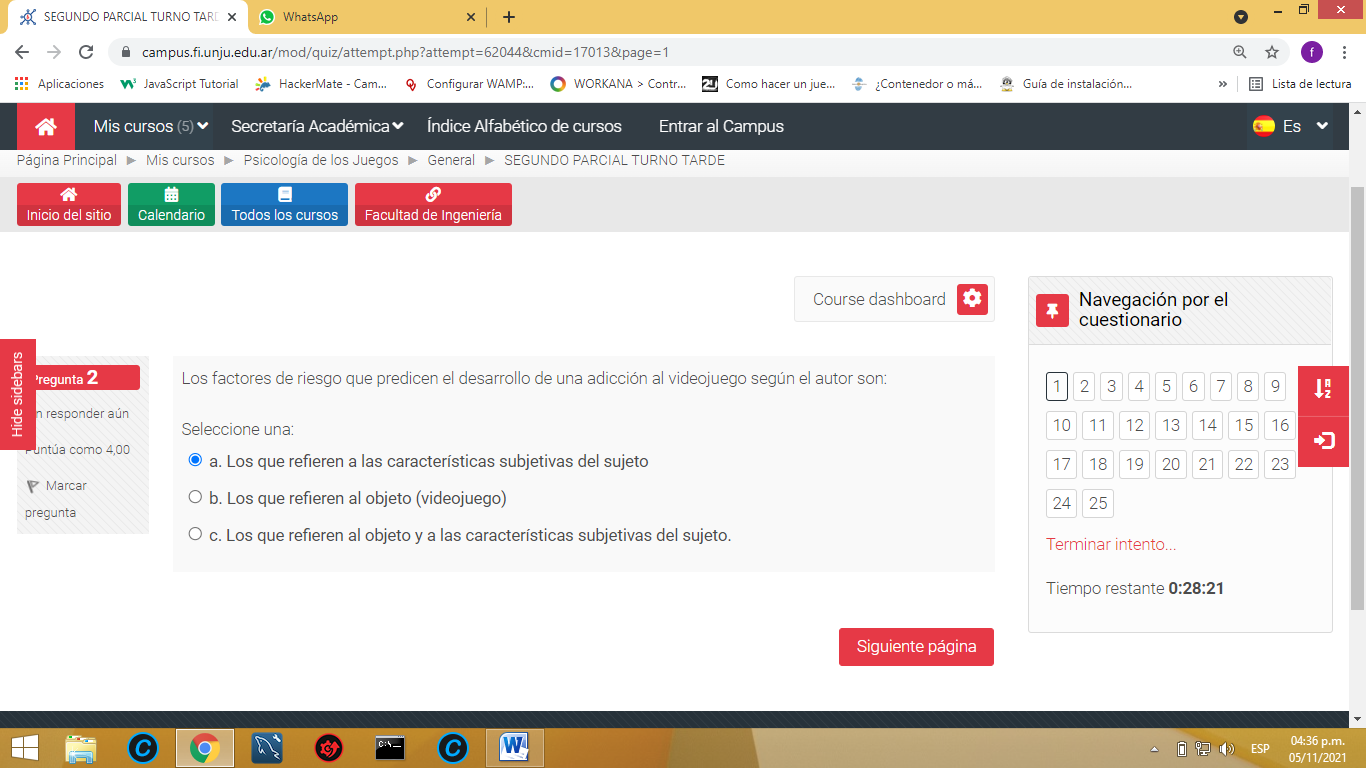 SEGUNDO PARCIAL TURNO TARD
WhatsApp
campus.fi.unju.edu.ar/mod/quiz/attempt.php?attempt=62044&cmid=17013&page=1
f
Aplicaciones
JavaScript Tutorial
HackerMate - Cam...
Configurar WAMP:...
WORKANA > Contr...
Como hacer un jue...
¿Contenedor o má...
Guía de instalación...
»
Lista de lectura
Mis cursos (5)
Secretaría Académica
Índice Alfabético de cursos
Entrar al Campus
Es
Página Principal ► Mis cursos ► Psicología de los Juegos ► General ► SEGUNDO PARCIAL TURNO TARDE
Inicio del sitio
Calendario
Todos los cursos
Facultad de Ingeniería
Course dashboard
Hide sidebars
Pregunta 2
n responder aún
Puntúa como 4,00
Marcar
pregunta
Los factores de riesgo que predicen el desarrollo de una adicción al videojuego según el autor son:
Seleccione una:
a. Los que refieren a las características subjetivas del sujeto
b. Los que refieren al objeto (videojuego)
c. Los que refieren al objeto y a las características subjetivas del sujeto.
Siguiente página
Navegación por el
cuestionario
1 2 3 4 5 6 7 8 9
10 11 12 13 14 15 16
17 18 19 20 21 22 23
24 25
Terminar intento...
Tiempo restante 0:28:21
ESP
04:36 p.m.
05/11/2021